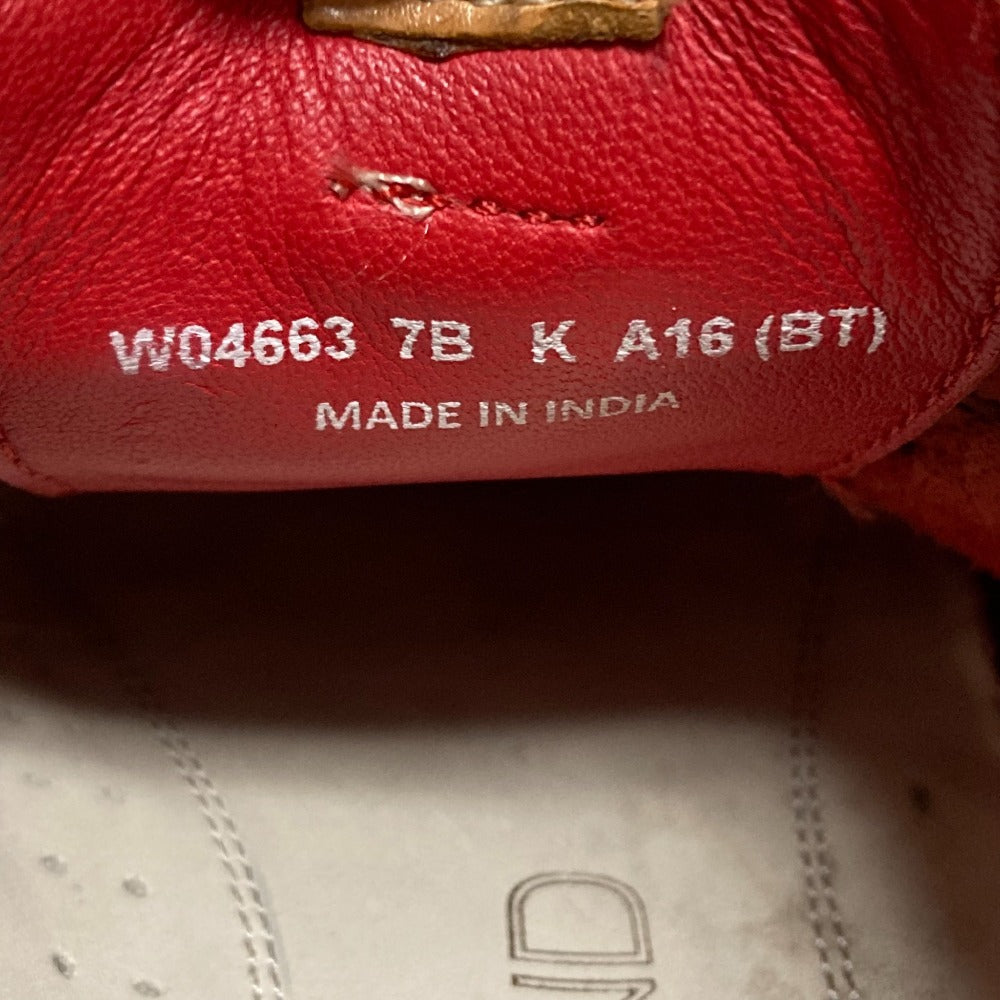 W04663 7B K A16 (BT)
MADE IN INDIA